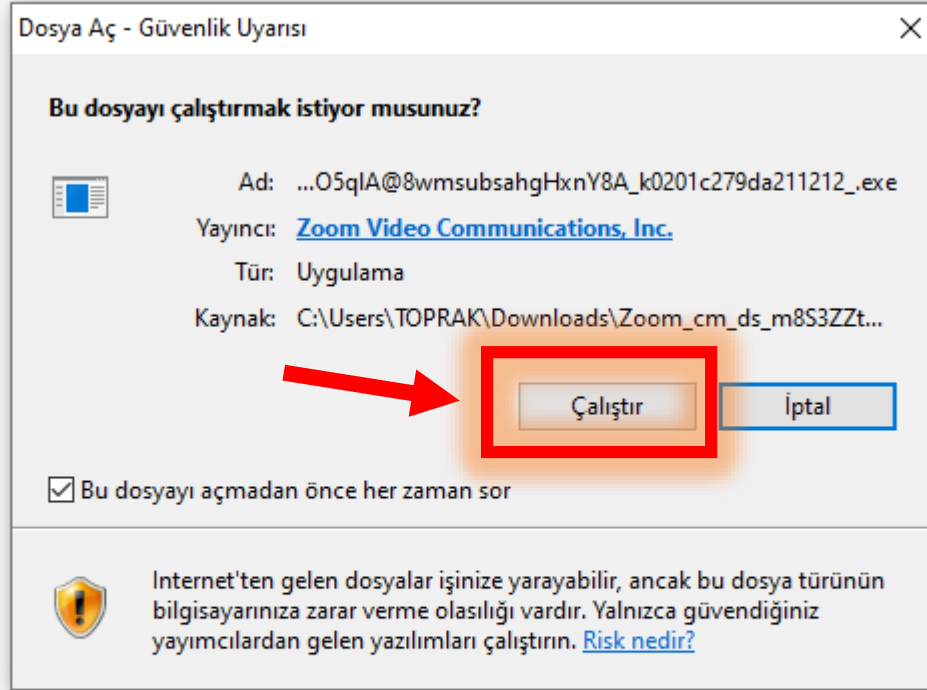 Dosya Aç - Güvenlik Uyarısı
Bu dosyayı çalıştırmak istiyor musunuz?
Ad: ...O5qlA@8wmsubsahgHxnY8A_k0201c279da211212_.exe
Yayıncı: Zoom Video Communications, Inc.
Tür: Uygulama
Kaynak: C:\Users\TOPRAK\Downloads\Zoom_cm_ds_m8S3ZZt...
Çalıştır İptal
Bu dosyayı açmadan önce her zaman sor
Internet'ten gelen dosyalar işinize yarayabilir, ancak bu dosya türünün
bilgisayarınıza zarar verme olasılığı vardır. Yalnızca güvendiğiniz
yayımcılardan gelen yazılımları çalıştırın. Risk nedir?